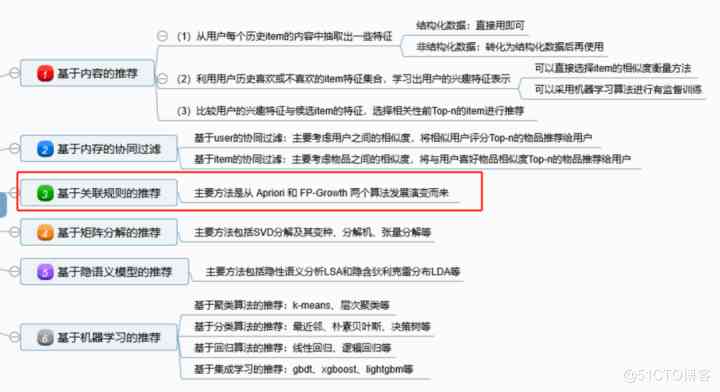 结构化数据：直接用即可
（1）从用户每个历史item的内容中抽取出一些特征
非结构化数据：转化为结构化数据后再使用
可以直接选择item的相似度衡量方法
1 基于内容的推荐
（2）利用用户历史喜欢或不喜欢的item特征集合，学习出用户的兴趣特征表示
可以采用机器学习算法进行有监督训练
（3）比较用户的兴趣特征与候选item的特征，选择相关性前Top-n的item进行推荐
基于user的协同过滤：主要考虑用户之间的相似度，将相似用户评分Top-n的物品推荐给用户
2 基于内存的协同过滤
基于item的协同过滤：主要考虑物品之间的相似度，将与用户喜好物品相似度Top-n的物品推荐给用户
3 基于关联规则的推荐 主要方法是从 Apriori 和 FP-Growth 两个算法发展演变而来
4 基于矩阵分解的推荐 主要方法包括SVD分解及其变种、分解机、张量分解等
5 基于隐语义模型的推荐 主要方法包括隐性语义分析LSA和隐含狄利克雷分布LDA等
基于聚类算法的推荐：k-means、层次聚类等
基于分类算法的推荐：最近邻、朴素贝叶斯、决策树等
6 基于机器学习的推荐
基于回归算法的推荐：线性回归、逻辑回归等
基于集成学习的推荐：gbdt、xgboost、lightgbm等
@51CTO博客